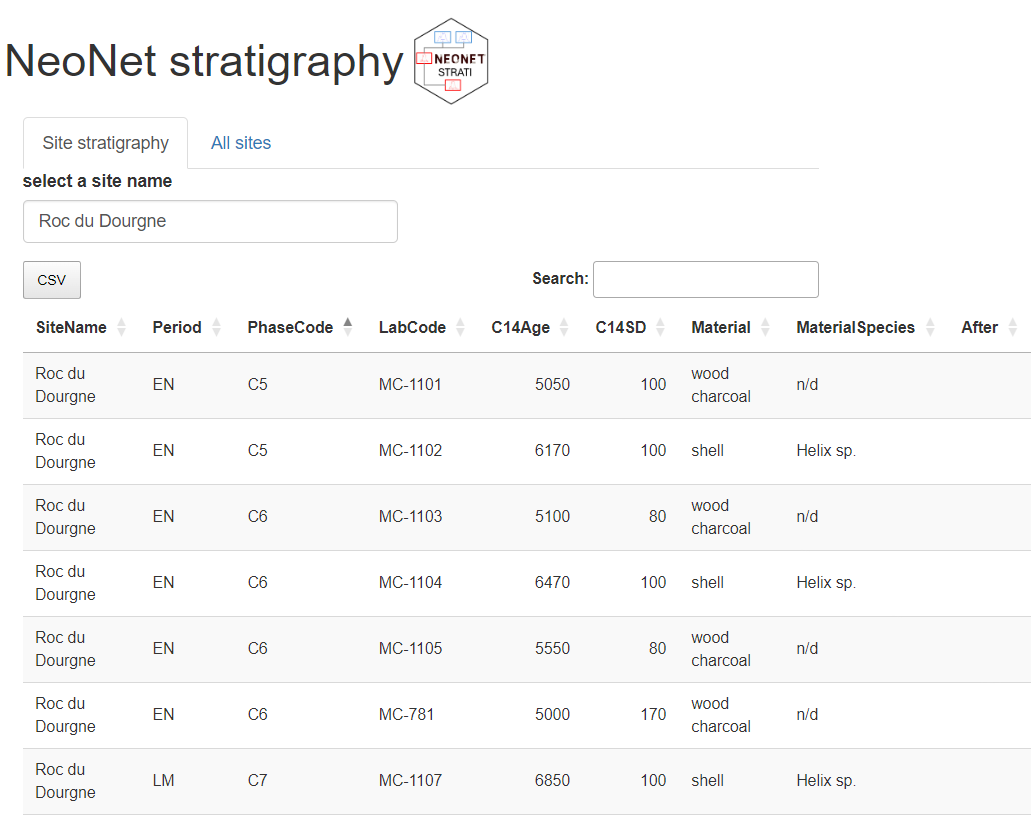 NeoNet stratigraphy
NEONET
STRATI
Site stratigraphy All sites
select a site name
Roc du Dourgne
CSV Search:
SiteName Period PhaseCode LabCode C14Age C14SD Material MaterialSpecies After
Roc du Dourgne EN C5 MC-1101 5050 100 wood charcoal n/d
Roc du Dourgne EN C5 MC-1102 6170 100 shell Helix sp.
Roc du Dourgne EN C6 MC-1103 5100 80 wood charcoal n/d
Roc du Dourgne EN C6 MC-1104 6470 100 shell Helix sp.
Roc du Dourgne EN C6 MC-1105 5550 80 wood charcoal n/d
Roc du Dourgne EN C6 MC-781 5000 170 wood charcoal n/d
Roc du Dourgne LM C7 MC-1107 6850 100 shell Helix sp.